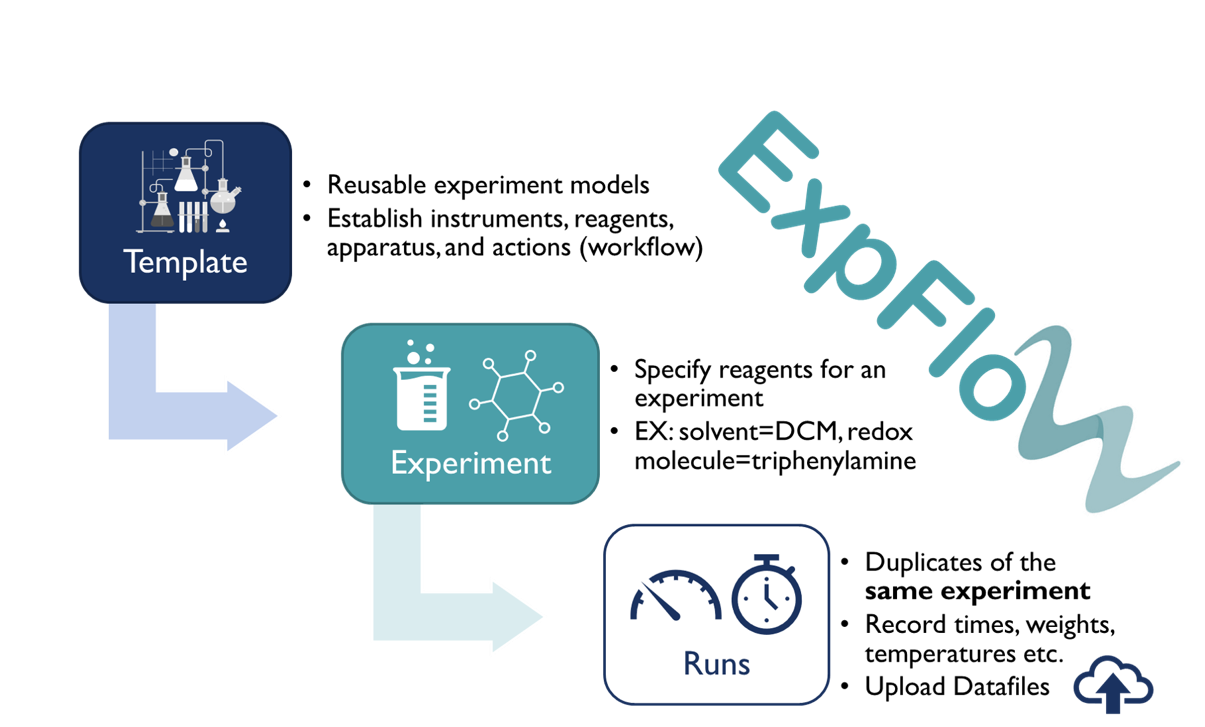 ExpFlow
Template
• Reusable experiment models
• Establish instruments, reagents,
apparatus, and actions (workflow)
Experiment
• Specify reagents for an
experiment
• EX: solvent=DCM, redox
molecule=triphenylamine
Runs
• Duplicates of the
same experiment
• Record times, weights,
temperatures etc.
• Upload Datafiles